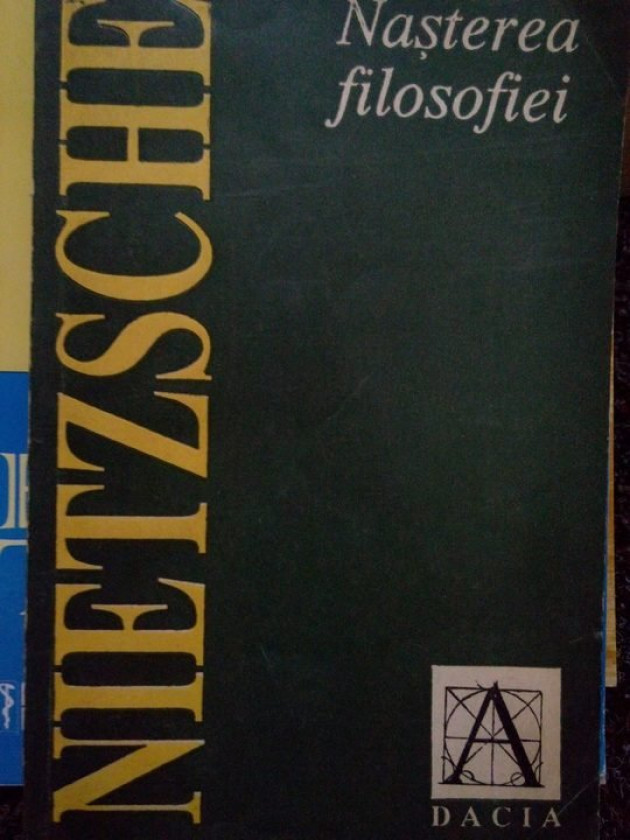 Nașterea
filosofiei
NIETZSCHE
A
DACIA